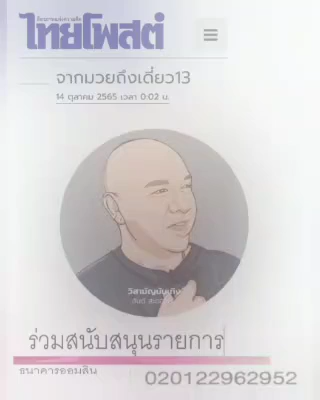 ไทยโพสต์
จากมวยถึงเดี่ยว13
14 ตุลาคม 2565 เวลา 0:02 น.
ร่วมสนับสนุนรายการ
ธนาคารออมสิน
020122962952